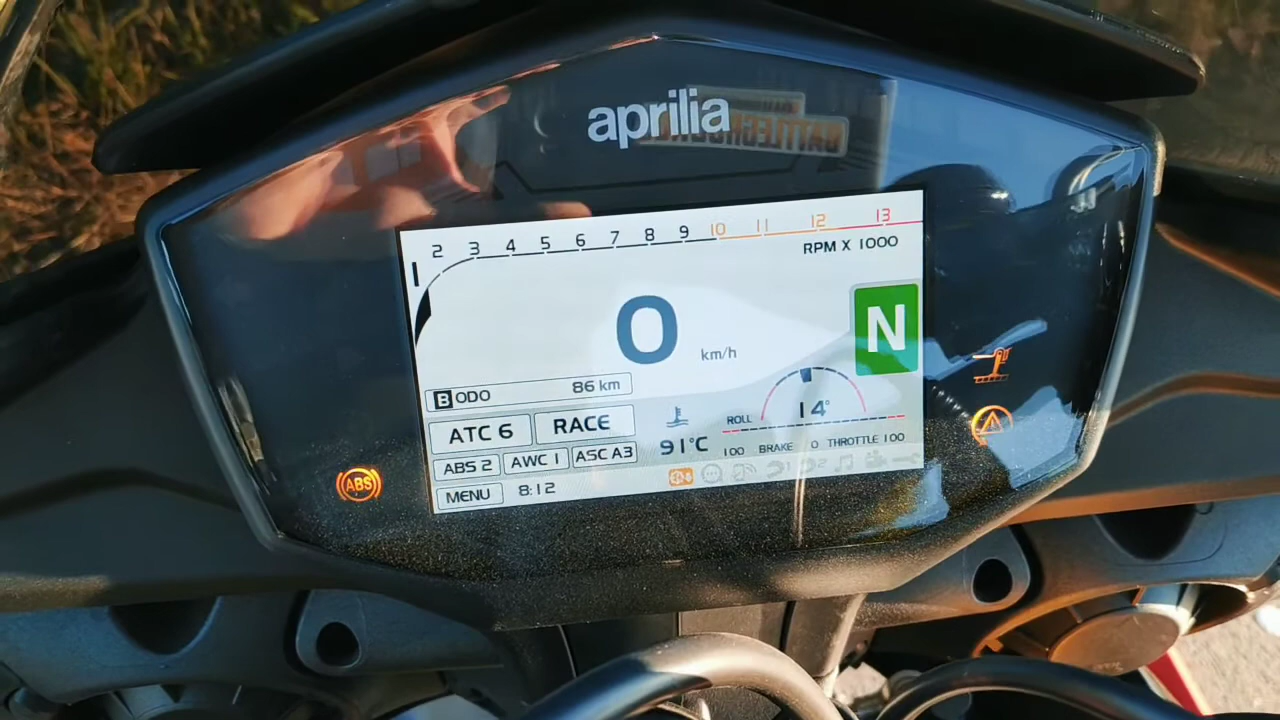 aprilia
2 3 4 5 6 7 8 9 10 11 12 13
1
RPM X 1000
0 km/h
N
B ODO 86 km
ATC 6 RACE
ABS 2 AWC 1 ASC A3
MENU 8:12
91°C
ROLL 14°
100 BRAKE 0 THROTTLE 100
ABS